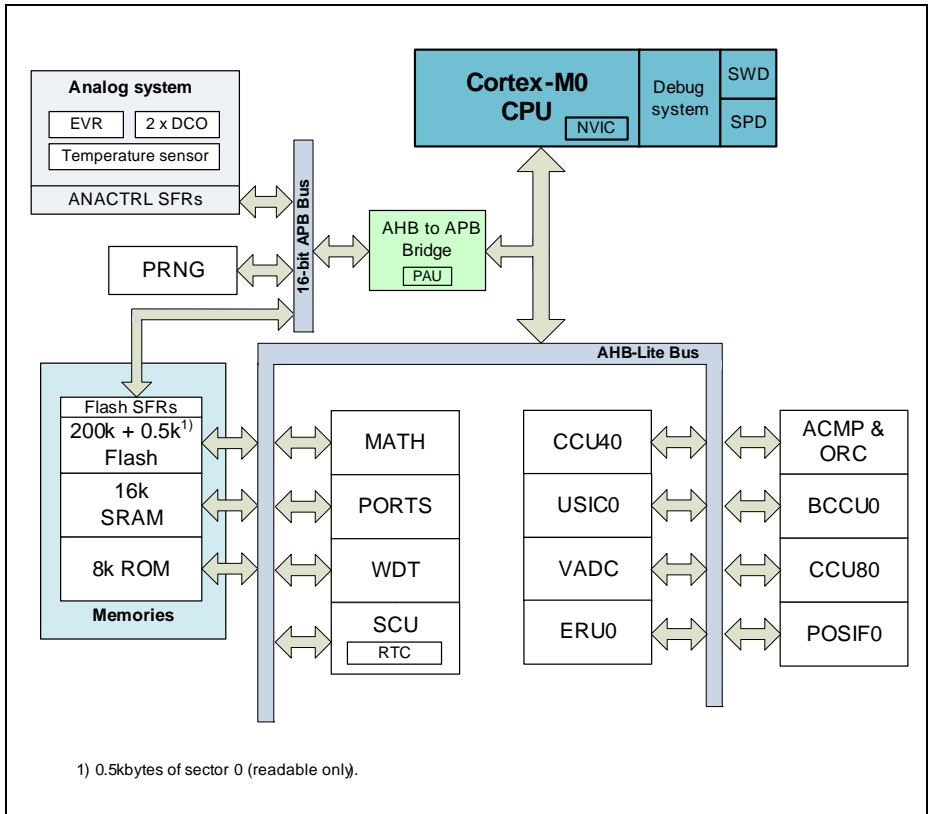 Analog system
EVR
2 x DCO
Temperature sensor
ANACTRL SFRs
Cortex-M0
CPU
NVIC
Debug
system
SWD
SPD
16-bit APB Bus
AHB to APB
Bridge
PAU
PRNG
AHB-Lite Bus
Flash SFRs
200k + 0.5k1)
Flash
16k
SRAM
8k ROM
Memories
MATH
PORTS
WDT
SCU
RTC
CCU40
USIC0
VADC
ERU0
ACMP &
ORC
BCCU0
CCU80
POSIF0
1) 0.5kbytes of sector 0 (readable only).